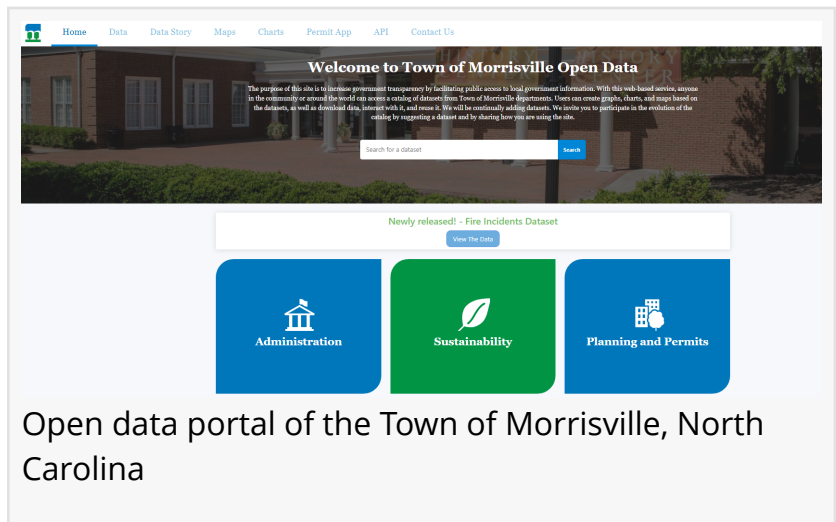 Home Data Data Story Maps Charts Permit App API Contact Us
Welcome to Town of Morrisville Open Data
The purpose of this site is to increase government transparency by facilitating public access to local government information. With this web-based service, anyone
in the community or around the world can access a catalog of datasets from Town of Morrisville departments. Users can create graphs, charts, and maps based on
the datasets, as well as download data, interact with it, and reuse it. We will be continually adding datasets. We invite you to participate in the evolution of the
catalog by suggesting a dataset and by sharing how you are using the site.
Search for a dataset Search
Newly released! - Fire Incidents Dataset
View The Data
Administration Sustainability Planning and Permits
Open data portal of the Town of Morrisville, North
Carolina